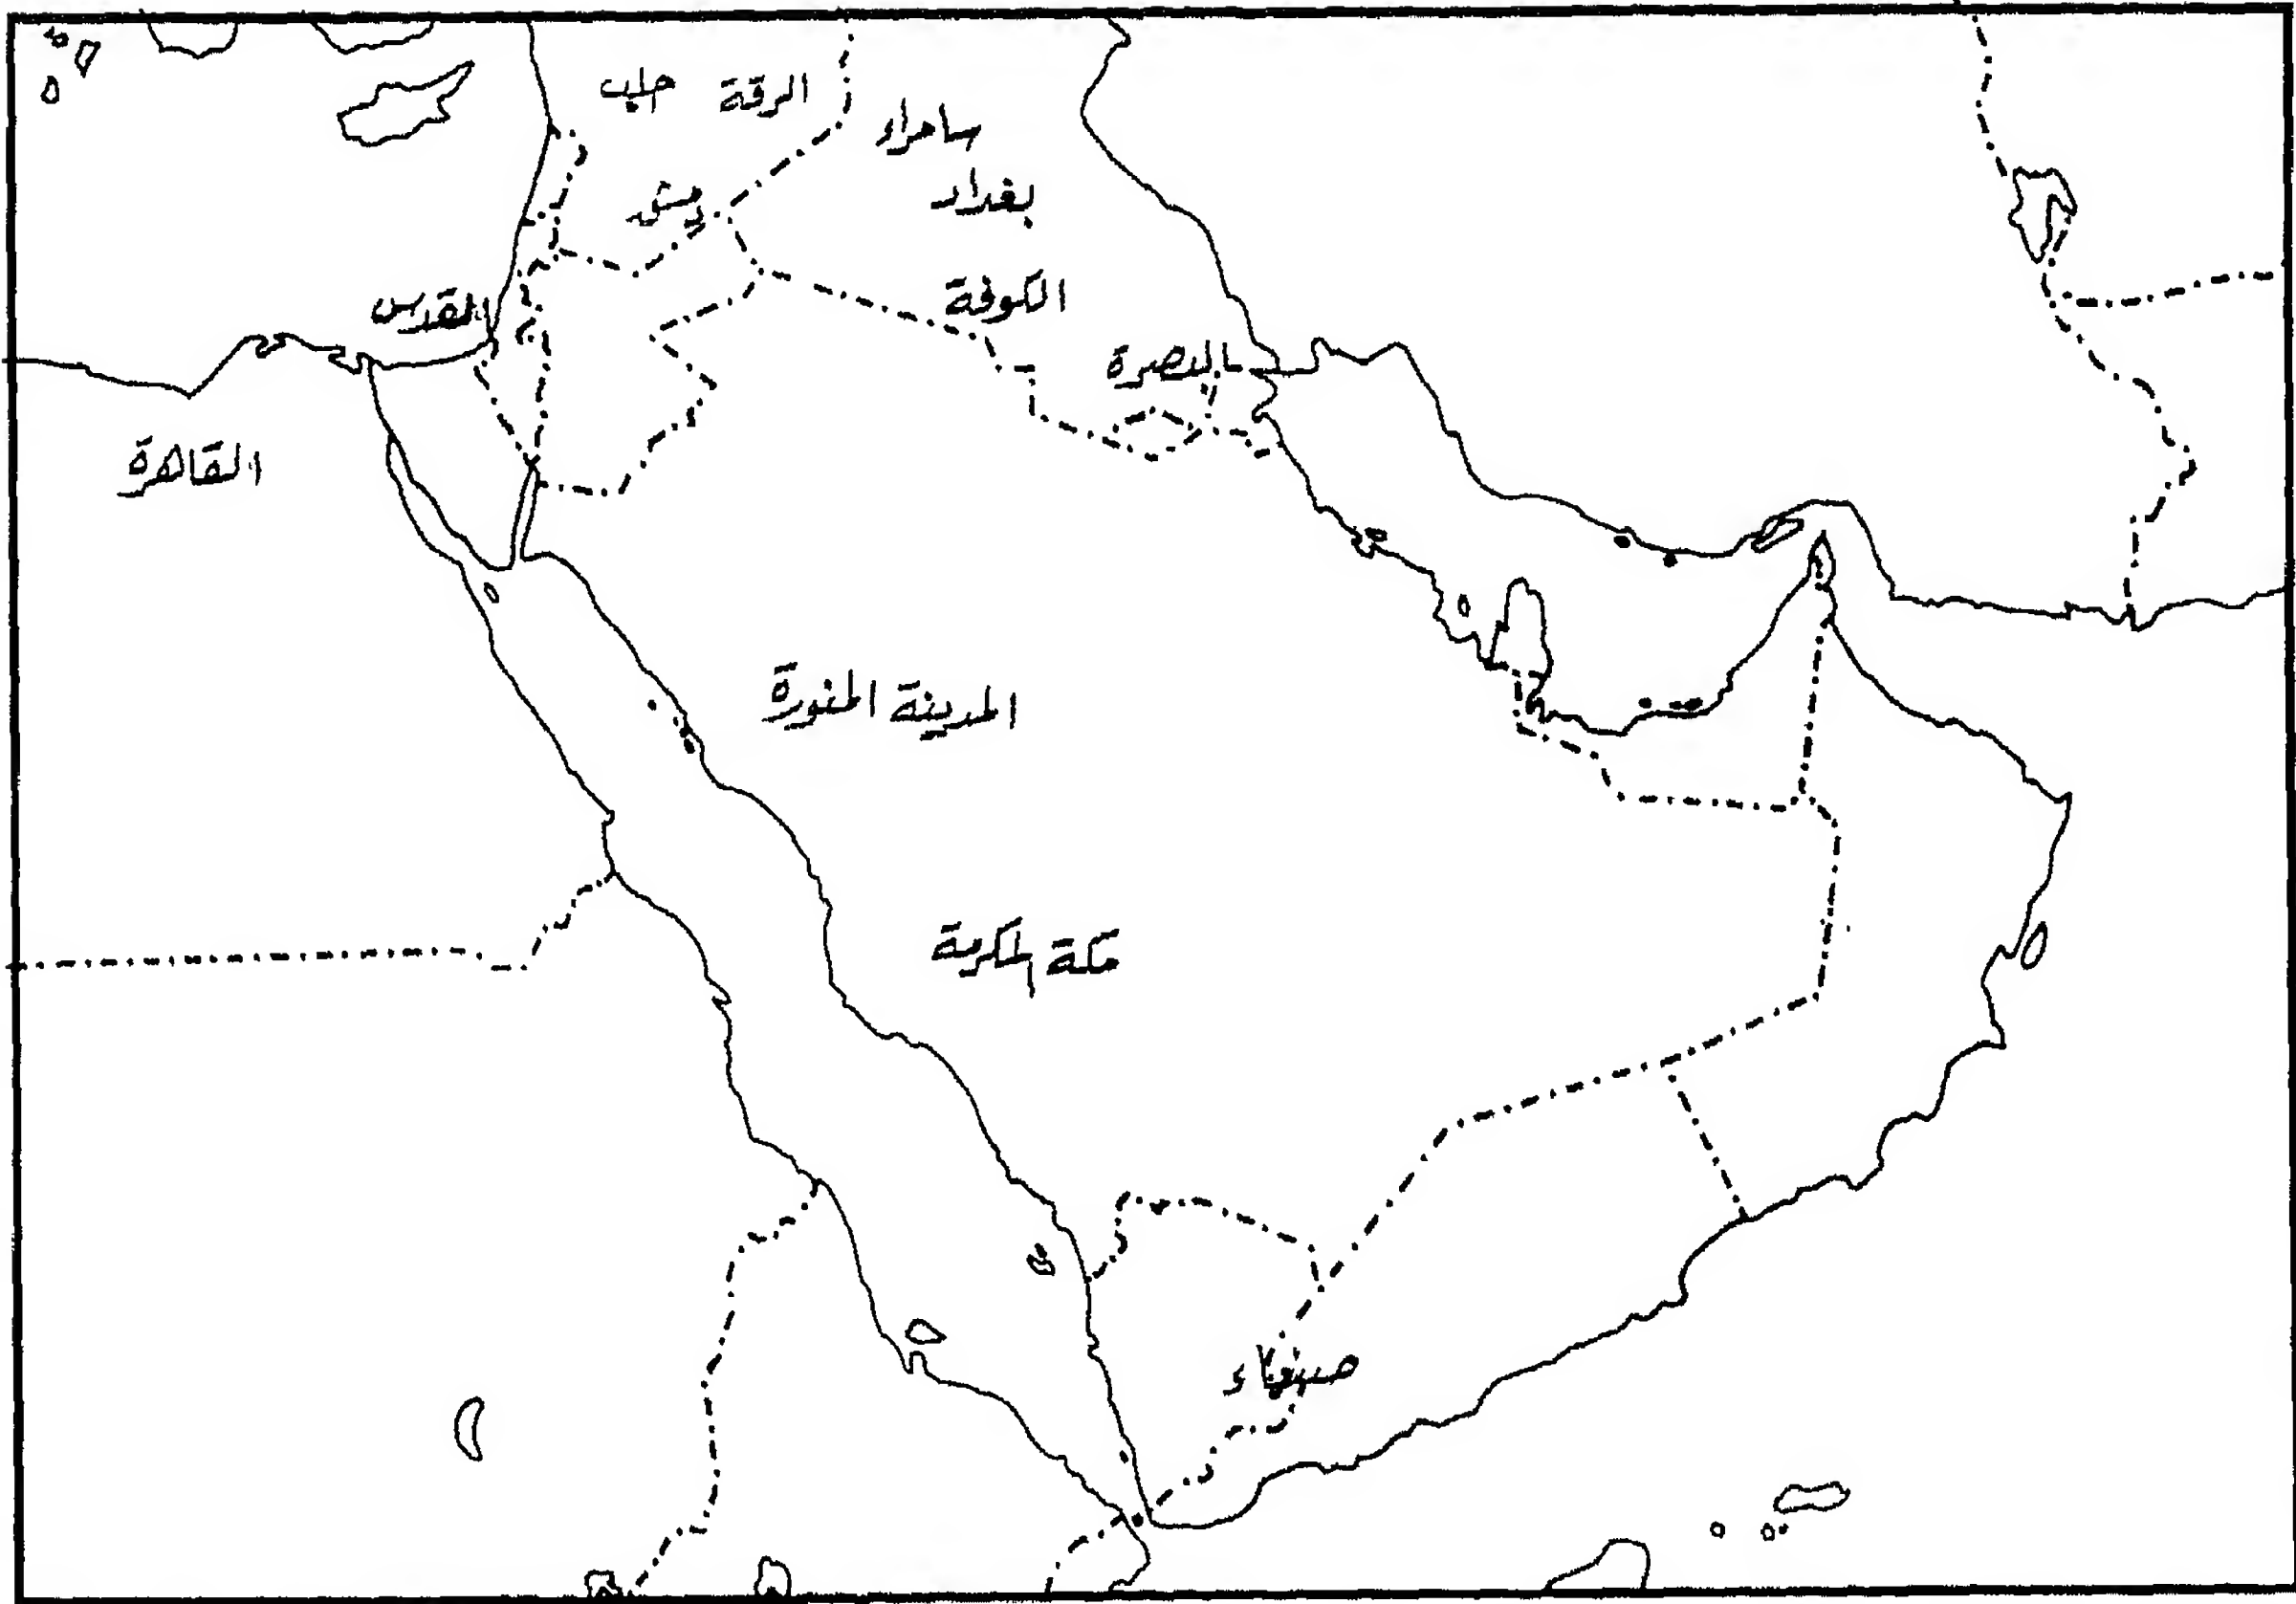 الرقة حلب
سامراء
دمشق
بغداد
الكوفة
القدس
البصرة
القاهرة
المدينة المنورة
مكة المكرمة
صنعاء